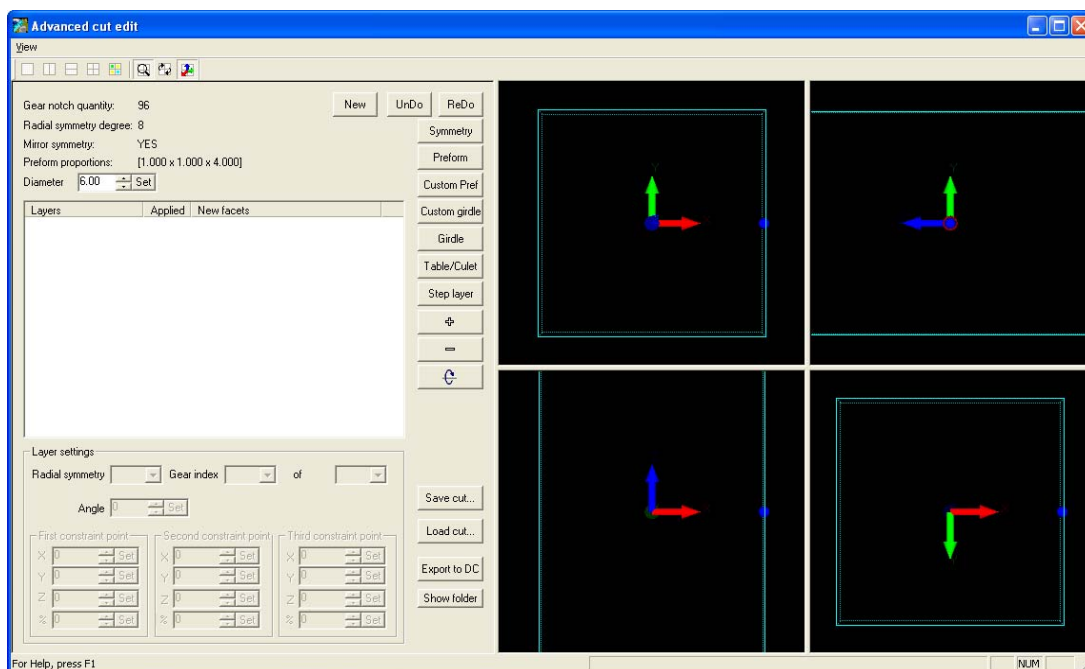 Advanced cut edit
View
Gear notch quantity: 96
New UnDo ReDo
Radial symmetry degree: 8
Symmetry
Mirror symmetry: YES
Preform proportions: [1.000 x 1.000 x 4.000]
Preform
Diameter 6.00 Set
Custom Pref
Layers Applied New facets
Custom girdle
Girdle
Table/Culet
Step layer
Layer settings
Radial symmetry Gear index of
Angle 0 Set
Save cut...
Load cut...
First constraint point Second constraint point Third constraint point
X 0 Set X 0 Set X 0 Set
Y 0 Set Y 0 Set Y 0 Set
Z 0 Set Z 0 Set Z 0 Set
% 0 Set % 0 Set % 0 Set
Export to DC
Show folder
Y
Y
For Help, press F1
NUM